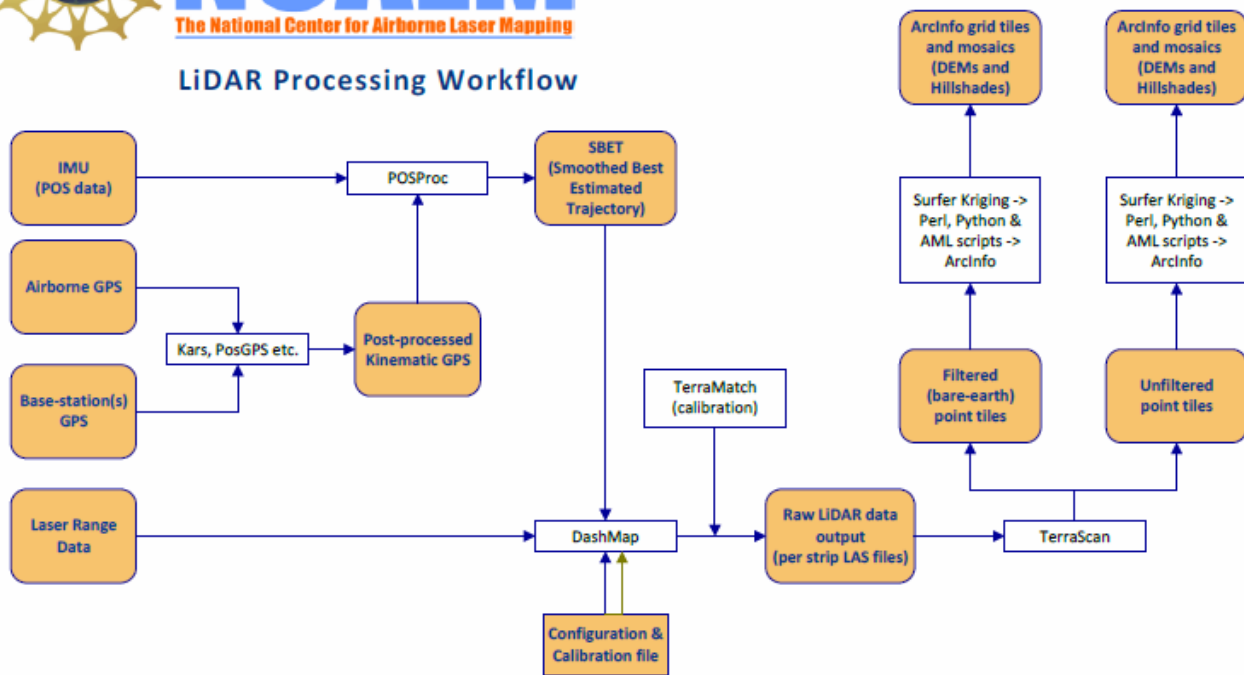 The National Center for Airborne Laser Mapping
LiDAR Processing Workflow
ArcInfo grid tiles
and mosaics
(DEMs and
Hillshades)
ArcInfo grid tiles
and mosaics
(DEMs and
Hillshades)
IMU
(POS data)
POSProc
SBET
(Smoothed Best
Estimated
Trajectory)
Surfer Kriging ->
Perl, Python &
AML scripts ->
ArcInfo
Surfer Kriging ->
Perl, Python &
AML scripts ->
ArcInfo
Airborne GPS
Kars, PosGPS etc.
Post-processed
Kinematic GPS
Base-station(s)
GPS
TerraMatch
(calibration)
Filtered
(bare-earth)
point tiles
Unfiltered
point tiles
Laser Range
Data
DashMap
Raw LiDAR data
output
(per strip LAS files)
TerraScan
Configuration &
Calibration file